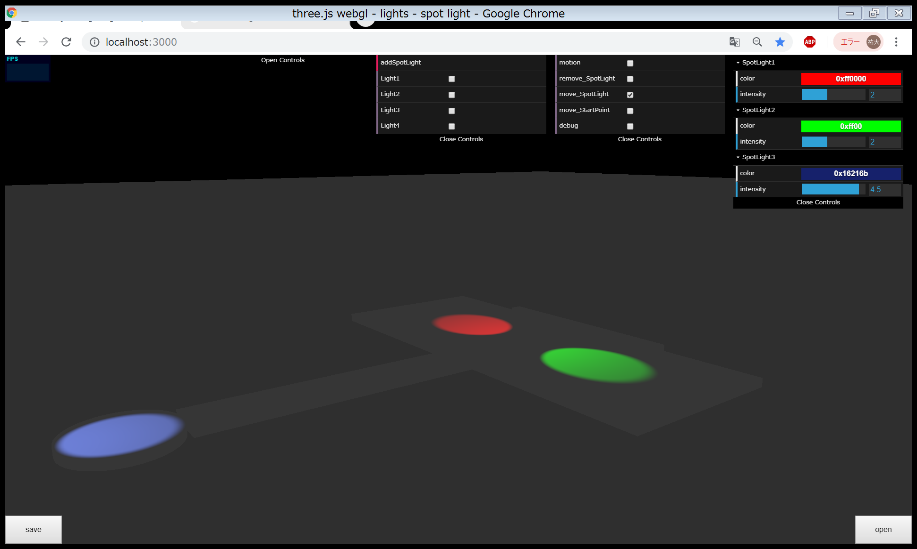 three.js webgl - lights - spot light - Google Chrome
localhost:3000
ABP
エラー
FPS
Open Controls
addSpotLight
Light1
Light2
Light3
Light4
Close Controls
motion
remove_SpotLight
move_SpotLight
move_StartPoint
debug
Close Controls
SpotLight1
color 0xff0000
intensity 2
SpotLight2
color 0xff00
intensity 2
SpotLight3
color 0x16216b
intensity 4.5
Close Controls
save
open